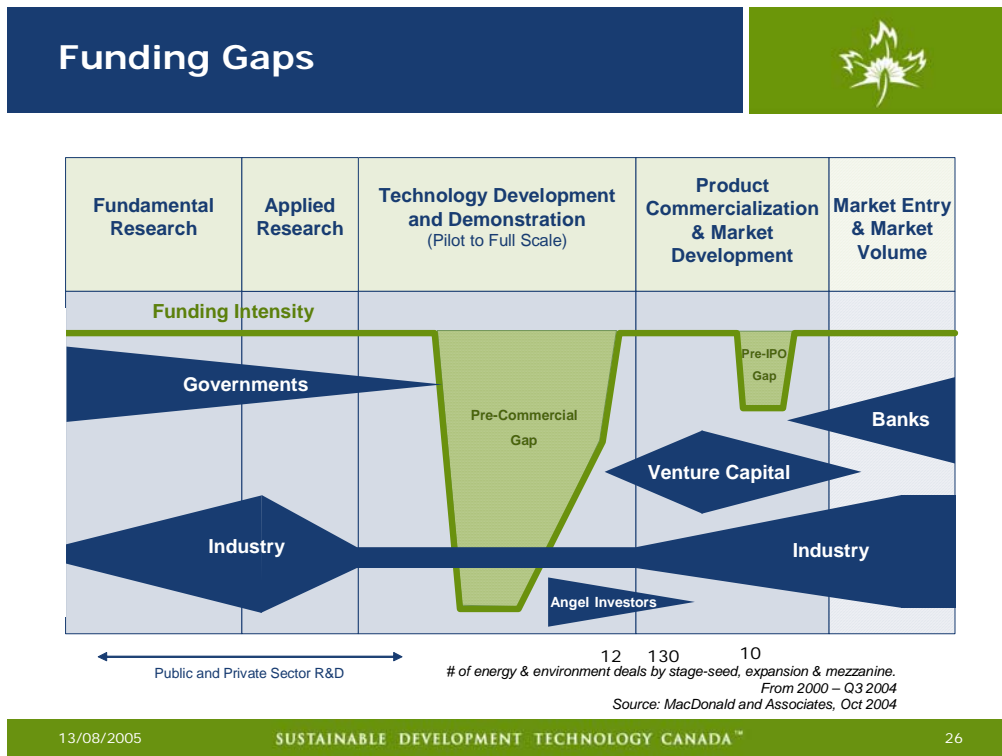 Funding Gaps
Fundamental
Research
Applied
Research
Technology Development
and Demonstration
(Pilot to Full Scale)
Product
Commercialization
& Market
Development
Market Entry
& Market
Volume
Funding Intensity
Governments
Pre-Commercial
Gap
Pre-IPO
Gap
Banks
Venture Capital
Industry
Industry
Angel Investors
12 130 10
Public and Private Sector R&D
# of energy & environment deals by stage-seed, expansion & mezzanine.
From 2000 – Q3 2004
Source: MacDonald and Associates, Oct 2004
13/08/2005 SUSTAINABLE DEVELOPMENT TECHNOLOGY CANADA™ 26